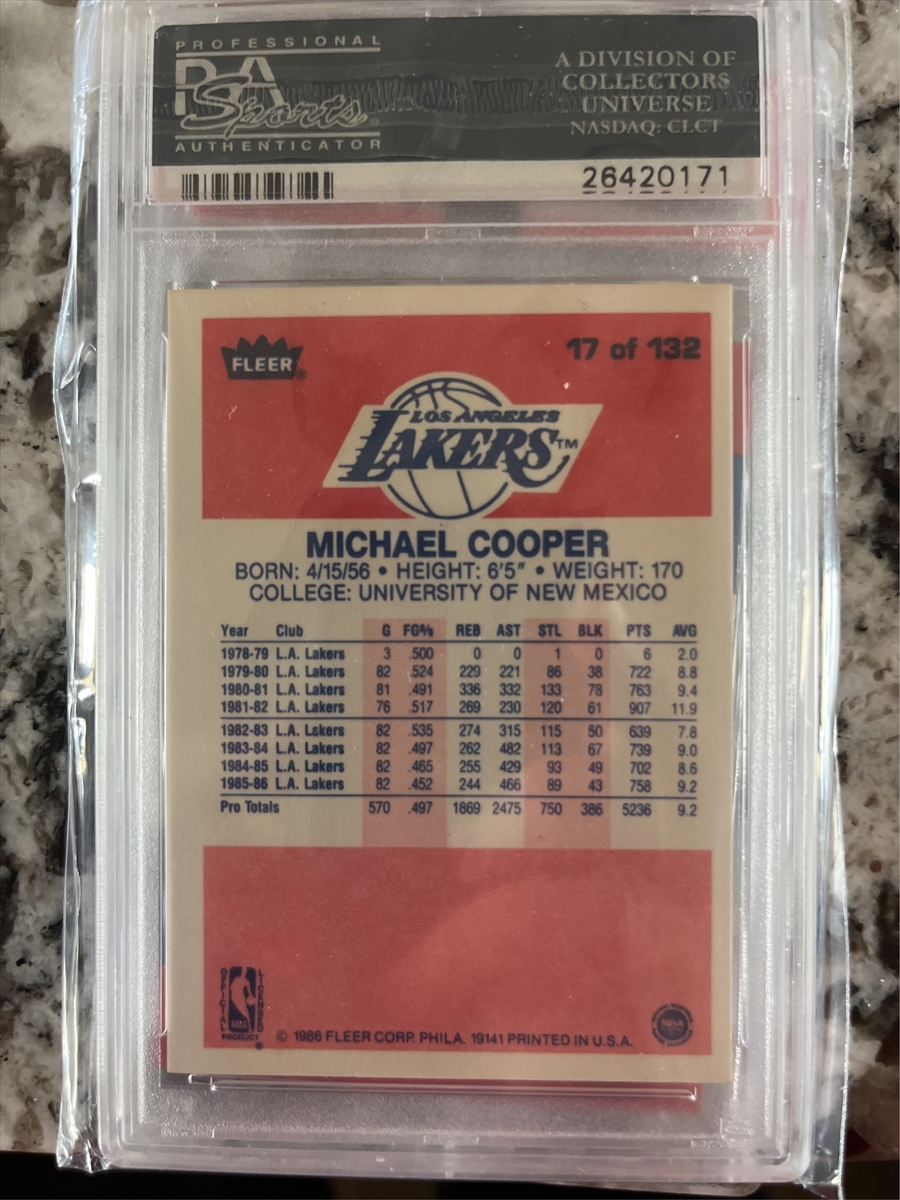 PROFESSIONAL
PSA
Sports®
AUTHENTICATOR
A DIVISION OF
COLLECTORS
UNIVERSE
NASDAQ: CLCT
26420171
FLEER®
17 of 132
LOS ANGELES
LAKERS™
MICHAEL COOPER
BORN: 4/15/56 • HEIGHT: 6'5" • WEIGHT: 170
COLLEGE: UNIVERSITY OF NEW MEXICO
Year Club G FG% REB AST STL BLK PTS AVG
1978-79 L.A. Lakers 3 .500 0 0 1 0 6 2.0
1979-80 L.A. Lakers 82 .524 229 221 86 38 722 8.8
1980-81 L.A. Lakers 81 .491 336 332 133 78 763 9.4
1981-82 L.A. Lakers 76 .517 269 230 120 61 907 11.9
1982-83 L.A. Lakers 82 .535 274 315 115 50 639 7.8
1983-84 L.A. Lakers 82 .497 262 482 113 67 739 9.0
1984-85 L.A. Lakers 82 .465 255 429 93 49 702 8.6
1985-86 L.A. Lakers 82 .452 244 466 89 43 758 9.2
Pro Totals 570 .497 1869 2475 750 386 5236 9.2
OFFICIAL
LICENSED
NBA
PRODUCT
© 1986 FLEER CORP. PHILA. 19141 PRINTED IN U.S.A.
NBA